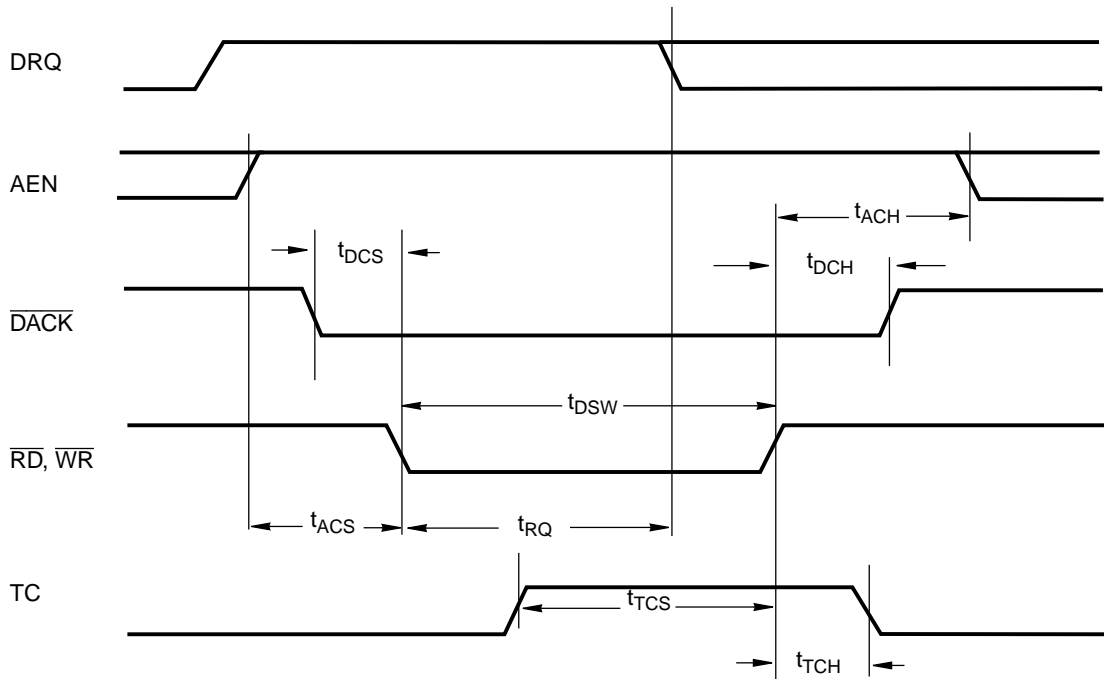 DRQ
AEN
tACH
tDCS
tDCH
DACK
tDSW
RD, WR
tACS
tRQ
TC
tTCS
tTCH